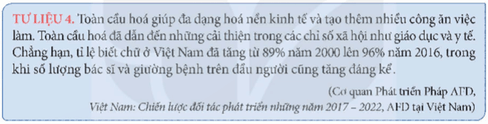 TƯ LIỆU 4. Toàn cầu hoá giúp đa dạng hoá nền kinh tế và tạo thêm nhiều công ăn việc
làm. Toàn cầu hoá đã dẫn đến những cải thiện trong các chỉ số xã hội như giáo dục và y tế.
Chẳng hạn, tỉ lệ biết chữ ở Việt Nam đã tăng từ 89% năm 2000 lên 96% năm 2016, trong
khi số lượng bác sĩ và giường bệnh trên đầu người cũng tăng đáng kể.
(Cơ quan Phát triển Pháp AFD,
Việt Nam: Chiến lược đối tác phát triển những năm 2017 – 2022, AFD tại Việt Nam)